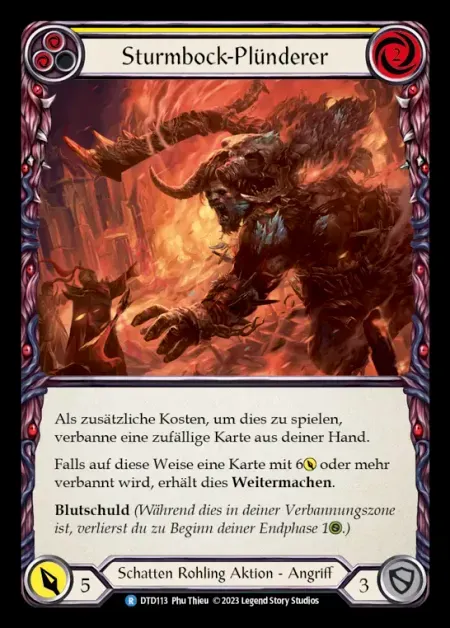 Sturmbock-Plünderer
2
Als zusätzliche Kosten, um dies zu spielen,
verbanne eine zufällige Karte aus deiner Hand.
Falls auf diese Weise eine Karte mit 6 oder mehr
verbannt wird, erhält dies Weitermachen.
Blutschuld (Während dies in deiner Verbannungszone
ist, verlierst du zu Beginn deiner Endphase 1.)
5
Schatten Rohling Aktion - Angriff
3
R DTD113 Phu Thieu © 2023 Legend Story Studios